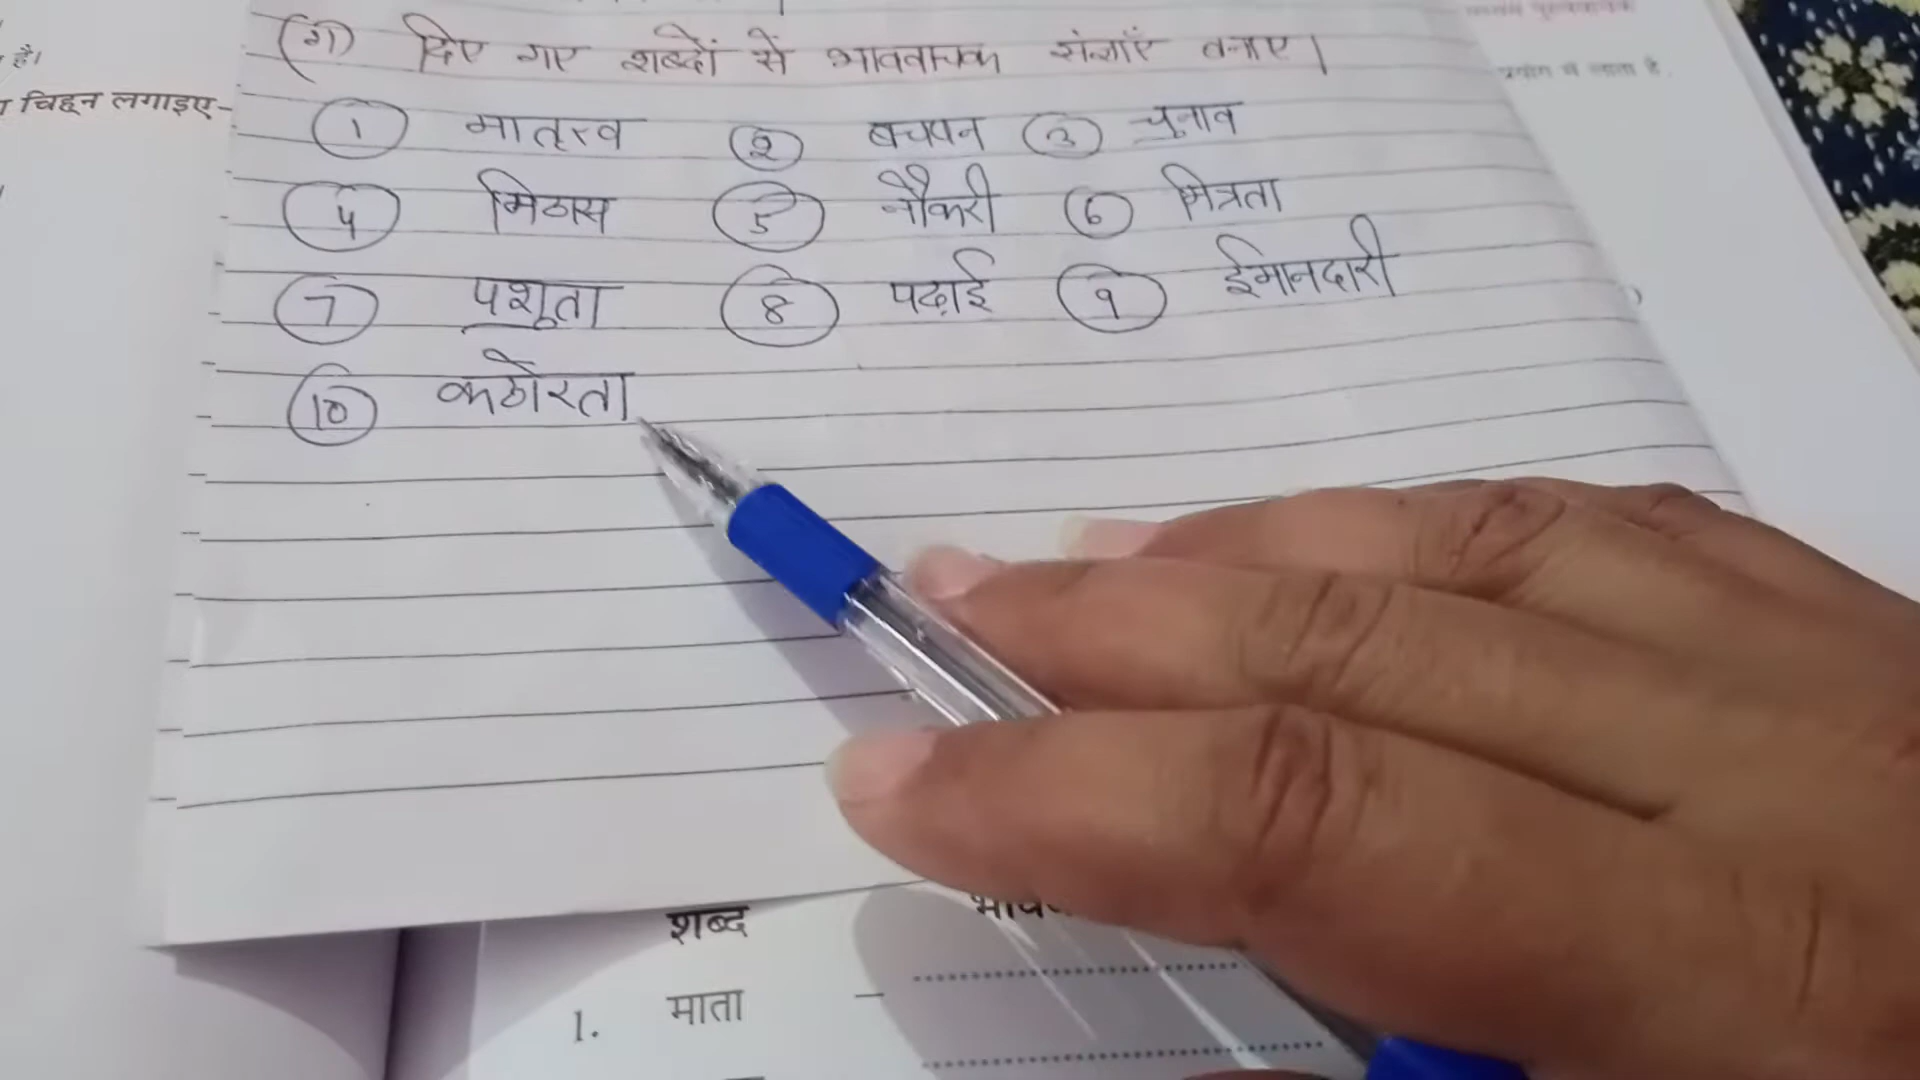 है।
चिह्न लगाइए-
(ग) दिए गए शब्दों से भाववाचक संज्ञाएँ बनाए।
1 मातृत्व 2 बचपन 3 चुनाव
4 मिठास 5 नौकरी 6 मित्रता
7 पशूता 8 पढ़ाई 9 ईमानदारी
10 कठोरता
शब्द
1. माता –